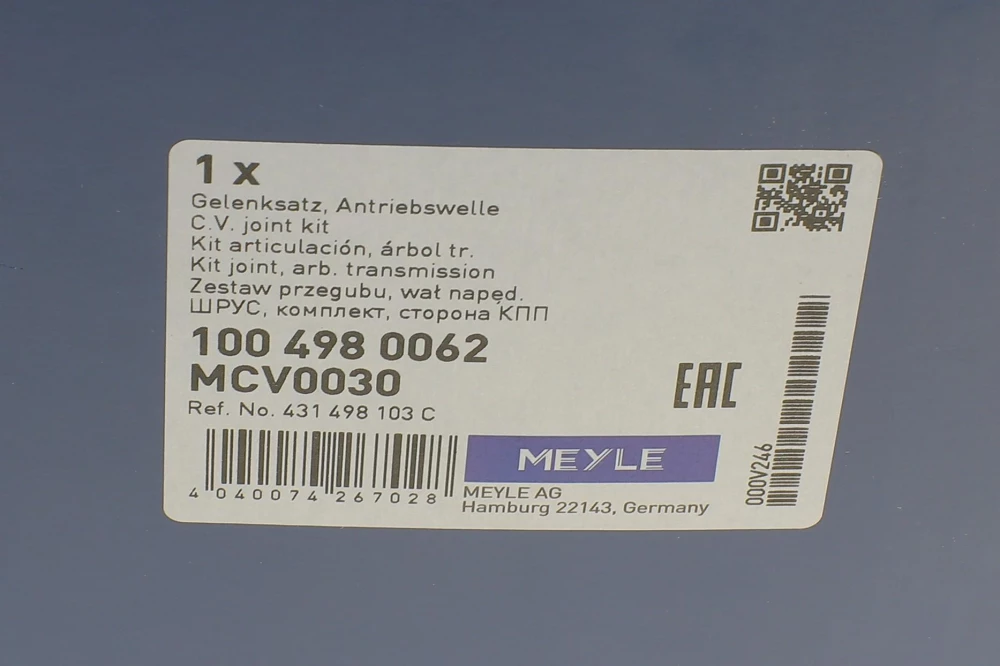 1 x
Gelenksatz, Antriebswelle
C.V. joint kit
Kit articulación, árbol tr.
Kit joint, arb. transmission
Zestaw przegubu, wał napęd.
ШРУС, комплект, сторона КПП
100 498 0062
MCV0030
Ref. No. 431 498 103 C
EAC
4 040074 267028
MEYLE
MEYLE AG
Hamburg 22143, Germany
000V246